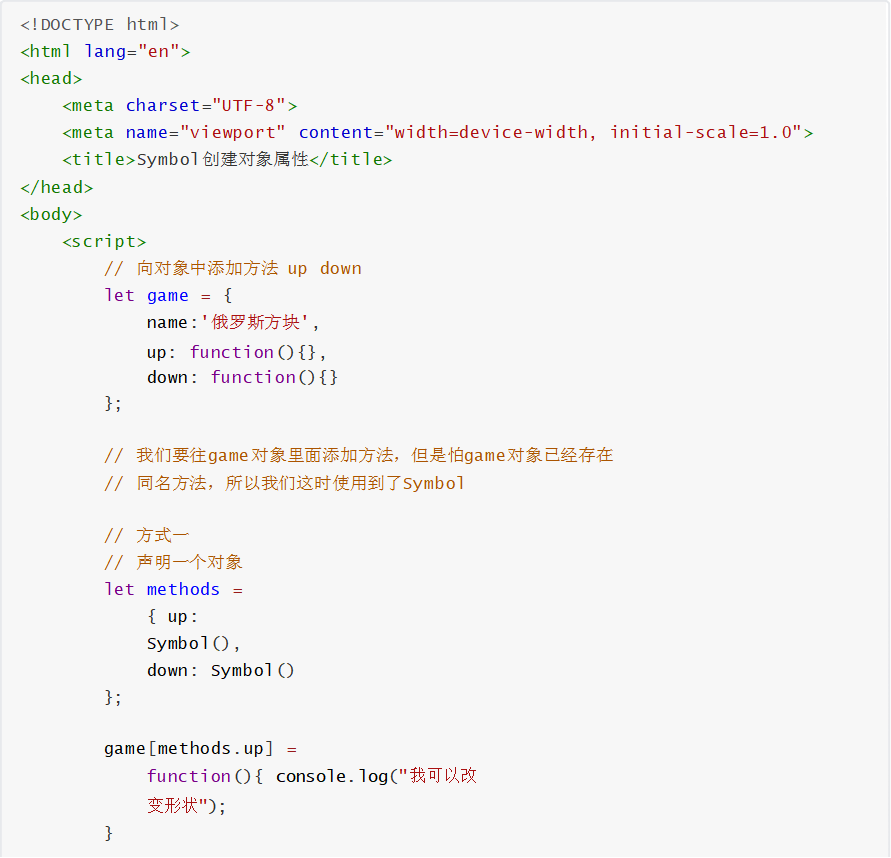 <!DOCTYPE html>
<html lang="en">
<head>
    <meta charset="UTF-8">
    <meta name="viewport" content="width=device-width, initial-scale=1.0">
    <title>Symbol创建对象属性</title>
</head>
<body>
    <script>
        // 向对象中添加方法 up down
        let game = {
            name:'俄罗斯方块',
            up: function(){},
            down: function(){}
        };

        // 我们要往game对象里面添加方法，但是怕game对象已经存在
        // 同名方法，所以我们这时使用到了Symbol

        // 方式一
        // 声明一个对象
        let methods =
            { up:
            Symbol(),
            down: Symbol()
        };

        game[methods.up] =
            function(){ console.log("我可以改
            变形状");
        }